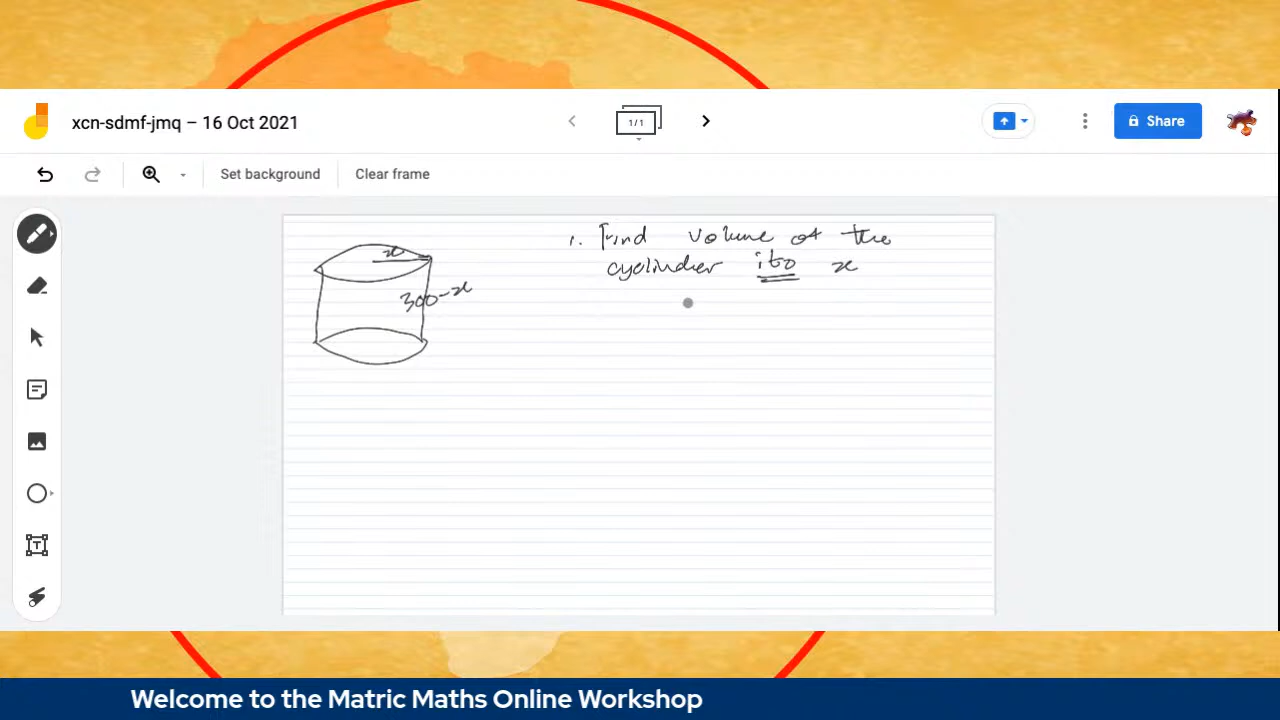 xcn-sdmf-jmq – 16 Oct 2021
1/1
Share
Set background
Clear frame
1. Find volume of the
cyclinder ito x
x
300-x
T
Welcome to the Matric Maths Online Workshop